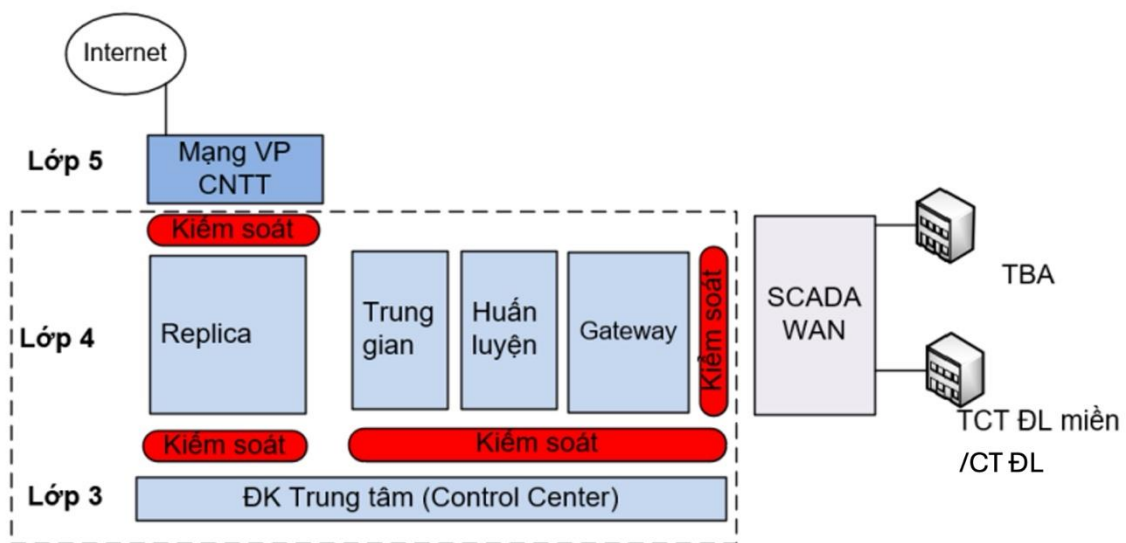 Internet
Lớp 5
Mạng VP
CNTT
Kiểm soát
Lớp 4
Replica
Trung
gian
Huấn
luyện
Gateway
Kiểm soát
SCADA
WAN
TBA
TCT ĐL miền
/CT ĐL
Kiểm soát
Kiểm soát
Lớp 3
ĐK Trung tâm (Control Center)